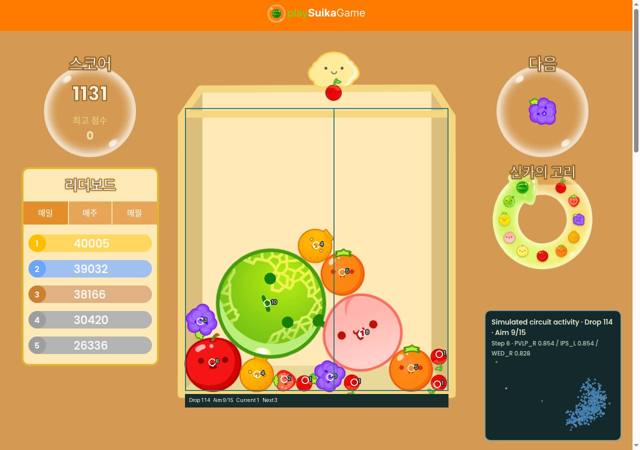 playSuikaGame
스코어
1131
최고 점수
0
리더보드
매일 매주 매월
1 40005
2 39032
3 38166
4 30420
5 26336
다음
신카의 고리
Simulated circuit activity · Drop 114
· Aim 9/15
Step 6 · PVLP_R 0.854 / IPS_L 0.854 /
WED_R 0.828
Drop 114 Aim 9/15 Current 1 Next 3